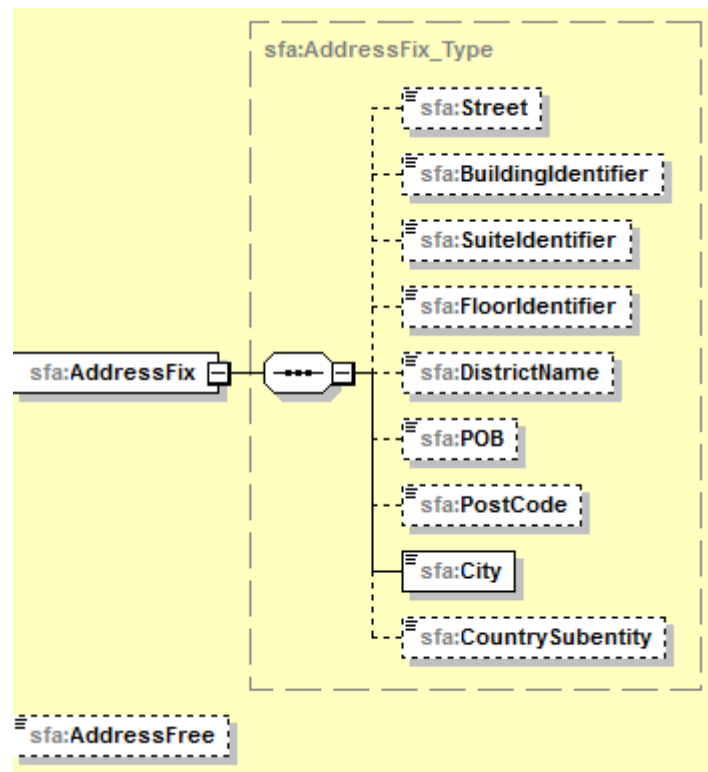 sfa:AddressFix_Type
sfa:Street
sfa:BuildingIdentifier
sfa:SuiteIdentifier
sfa:FloorIdentifier
sfa:AddressFix
sfa:DistrictName
sfa:POB
sfa:PostCode
sfa:City
sfa:CountrySubentity
sfa:AddressFree